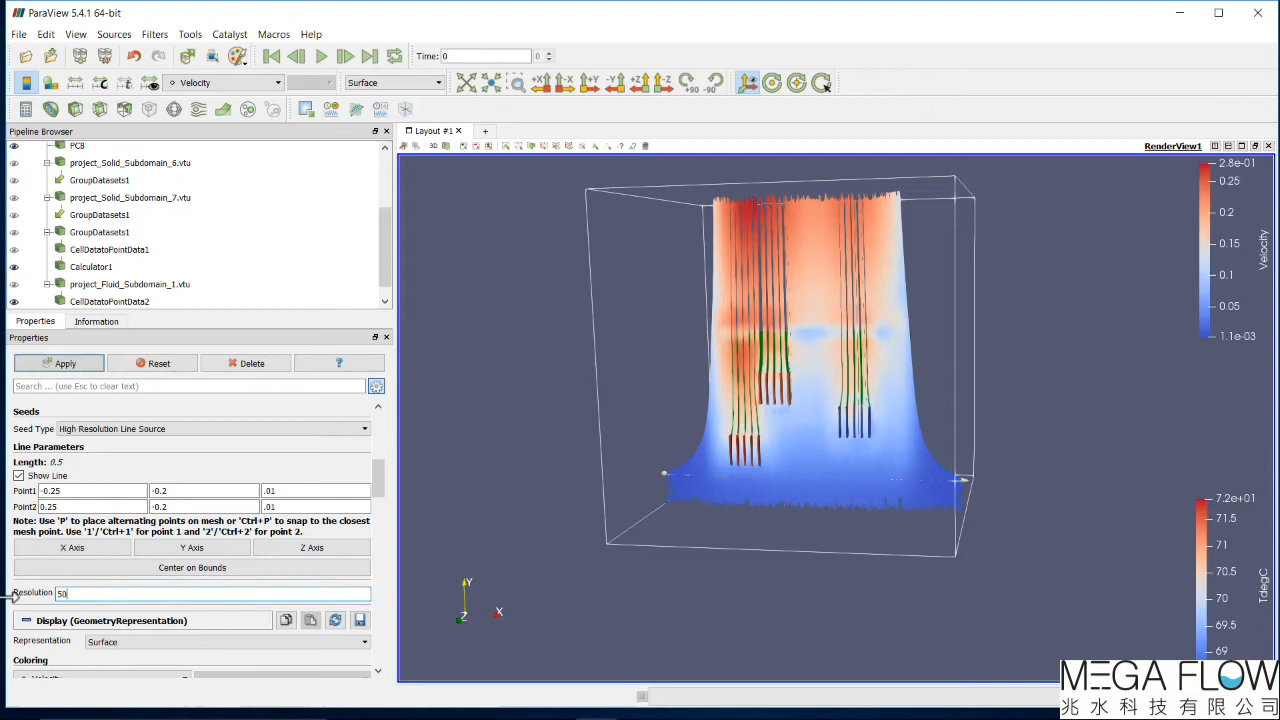 ParaView 5.4.1 64-bit
File Edit View Sources Filters Tools Catalyst Macros Help
Time: 0 0
Velocity Surface +X -X +Y -Y +Z -Z +90 -90
Pipeline Browser
Layout #1
3D
RenderView1
PCB
project_Solid_Subdomain_6.vtu
GroupDatasets1
project_Solid_Subdomain_7.vtu
GroupDatasets1
GroupDatasets1
CellDatatoPointData1
Calculator1
project_Fluid_Subdomain_1.vtu
CellDatatoPointData2
Properties Information
Properties
Apply Reset Delete ?
Search ... (use Esc to clear text)
Seeds
Seed Type High Resolution Line Source
Line Parameters
Length: 0.5
Show Line
Point1 -0.25 -0.2 .01
Point2 0.25 -0.2 .01
Note: Use 'P' to place alternating points on mesh or 'Ctrl+P' to snap to the closest
mesh point. Use '1'/'Ctrl+1' for point 1 and '2'/'Ctrl+2' for point 2.
X Axis Y Axis Z Axis
Center on Bounds
Resolution 50
Display (GeometryRepresentation)
Representation Surface
Coloring
Velocity
2.8e-01
0.25
0.2
0.15
0.1
0.05
1.1e-03
Velocity
7.2e+01
71.5
71
70.5
70
69.5
69
TdegC
Y
Z
X
MEGA FLOW
兆水科技有限公司